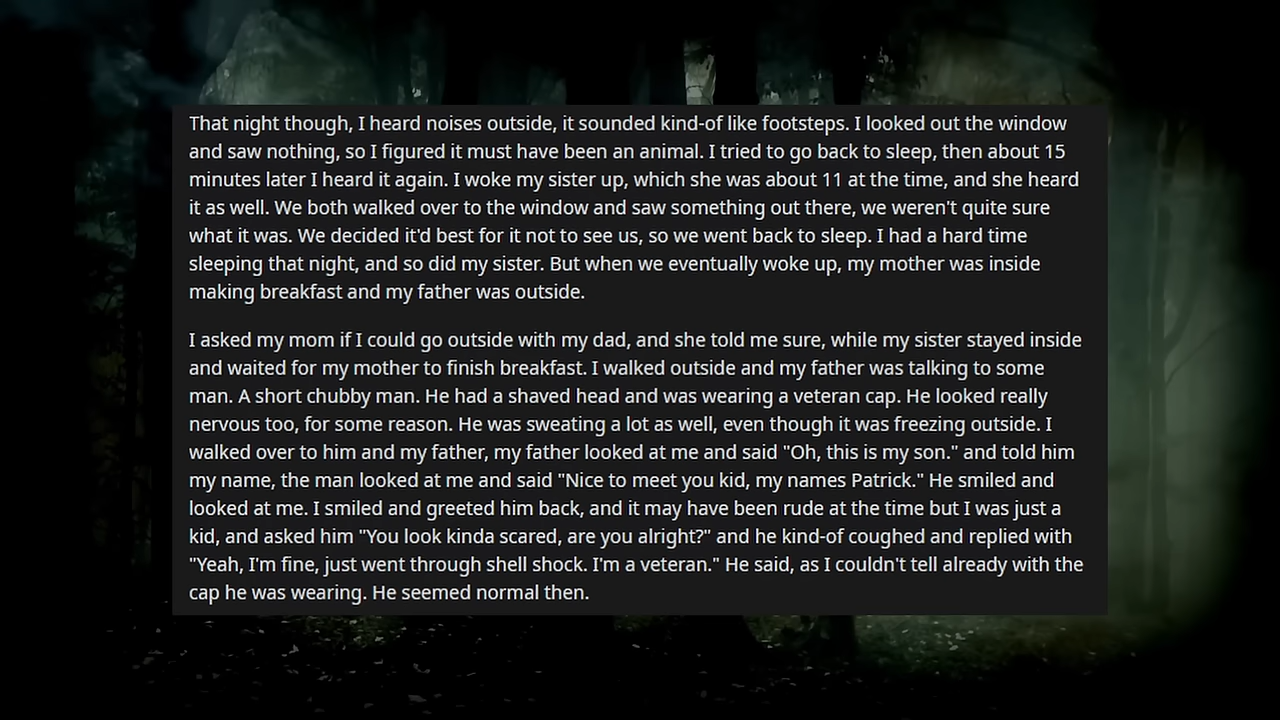 That night though, I heard noises outside, it sounded kind-of like footsteps. I looked out the window
and saw nothing, so I figured it must have been an animal. I tried to go back to sleep, then about 15
minutes later I heard it again. I woke my sister up, which she was about 11 at the time, and she heard
it as well. We both walked over to the window and saw something out there, we weren't quite sure
what it was. We decided it'd best for it not to see us, so we went back to sleep. I had a hard time
sleeping that night, and so did my sister. But when we eventually woke up, my mother was inside
making breakfast and my father was outside.
I asked my mom if I could go outside with my dad, and she told me sure, while my sister stayed inside
and waited for my mother to finish breakfast. I walked outside and my father was talking to some
man. A short chubby man. He had a shaved head and was wearing a veteran cap. He looked really
nervous too, for some reason. He was sweating a lot as well, even though it was freezing outside. I
walked over to him and my father, my father looked at me and said "Oh, this is my son." and told him
my name, the man looked at me and said "Nice to meet you kid, my names Patrick." He smiled and
looked at me. I smiled and greeted him back, and it may have been rude at the time but I was just a
kid, and asked him "You look kinda scared, are you alright?" and he kind-of coughed and replied with
"Yeah, I'm fine, just went through shell shock. I'm a veteran." He said, as I couldn't tell already with the
cap he was wearing. He seemed normal then.